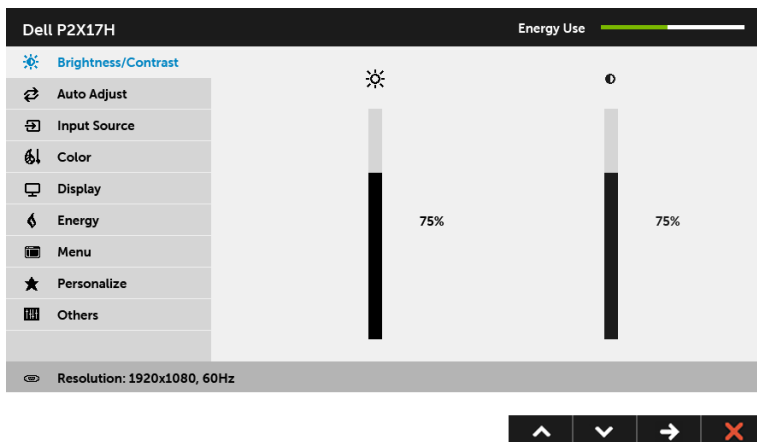 Dell P2X17H
Energy Use
Brightness/Contrast
Auto Adjust
Input Source
Color
Display
Energy
75%
75%
Menu
Personalize
Others
Resolution: 1920x1080, 60Hz